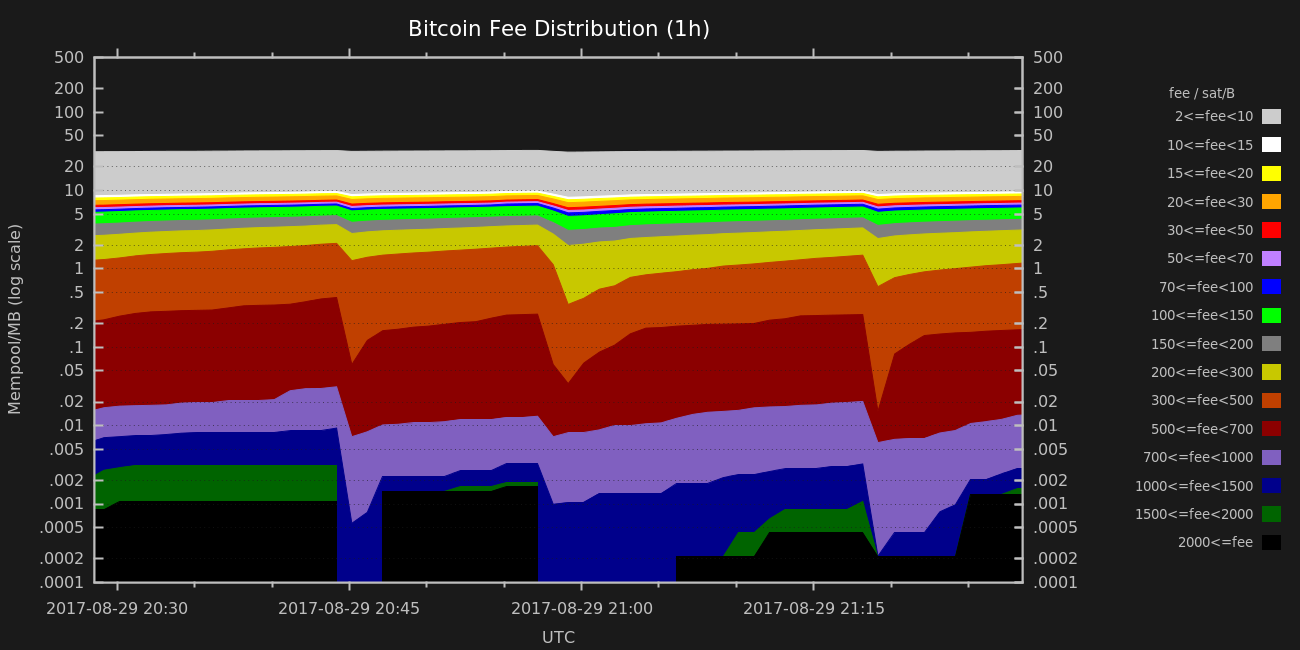 Bitcoin Fee Distribution (1h)
Mempool/MB (log scale)
500
200
100
50
20
10
5
2
1
.5
.2
.1
.05
.02
.01
.005
.002
.001
.0005
.0002
.0001
500
200
100
50
20
10
5
2
1
.5
.2
.1
.05
.02
.01
.005
.002
.001
.0005
.0002
.0001
2017-08-29 20:30
2017-08-29 20:45
2017-08-29 21:00
2017-08-29 21:15
UTC
fee / sat/B
2<=fee<10
10<=fee<15
15<=fee<20
20<=fee<30
30<=fee<50
50<=fee<70
70<=fee<100
100<=fee<150
150<=fee<200
200<=fee<300
300<=fee<500
500<=fee<700
700<=fee<1000
1000<=fee<1500
1500<=fee<2000
2000<=fee